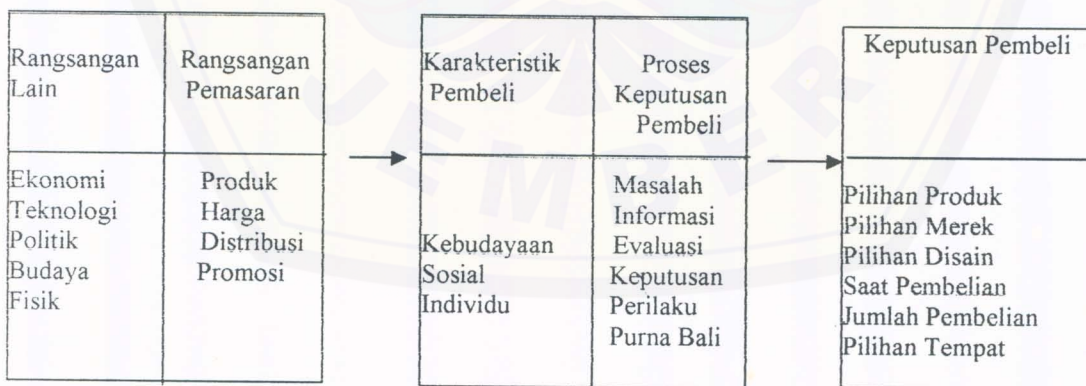 Rangsangan
Lain
Rangsangan
Pemasaran
Ekonomi
Teknologi
Politik
Budaya
Fisik
Produk
Harga
Distribusi
Promosi
Karakteristik
Pembeli
Proses
Keputusan
Pembeli
Kebudayaan
Sosial
Individu
Masalah
Informasi
Evaluasi
Keputusan
Perilaku
Purna Bali
Keputusan Pembeli
Pilihan Produk
Pilihan Merek
Pilihan Disain
Saat Pembelian
Jumlah Pembelian
Pilihan Tempat
JEMBER